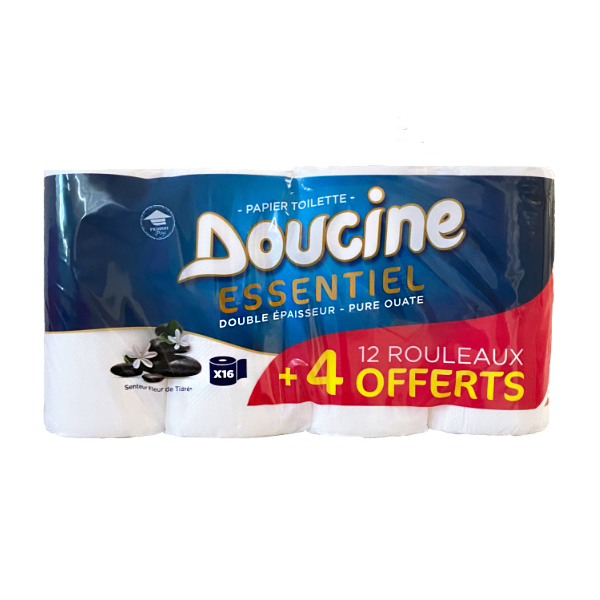 - PAPIER TOILETTE -
Doucine
ESSENTIEL
DOUBLE ÉPAISSEUR - PURE OUATE
12 ROULEAUX
+ 4 OFFERTS
X16
Senteur Fleur de Tiaré